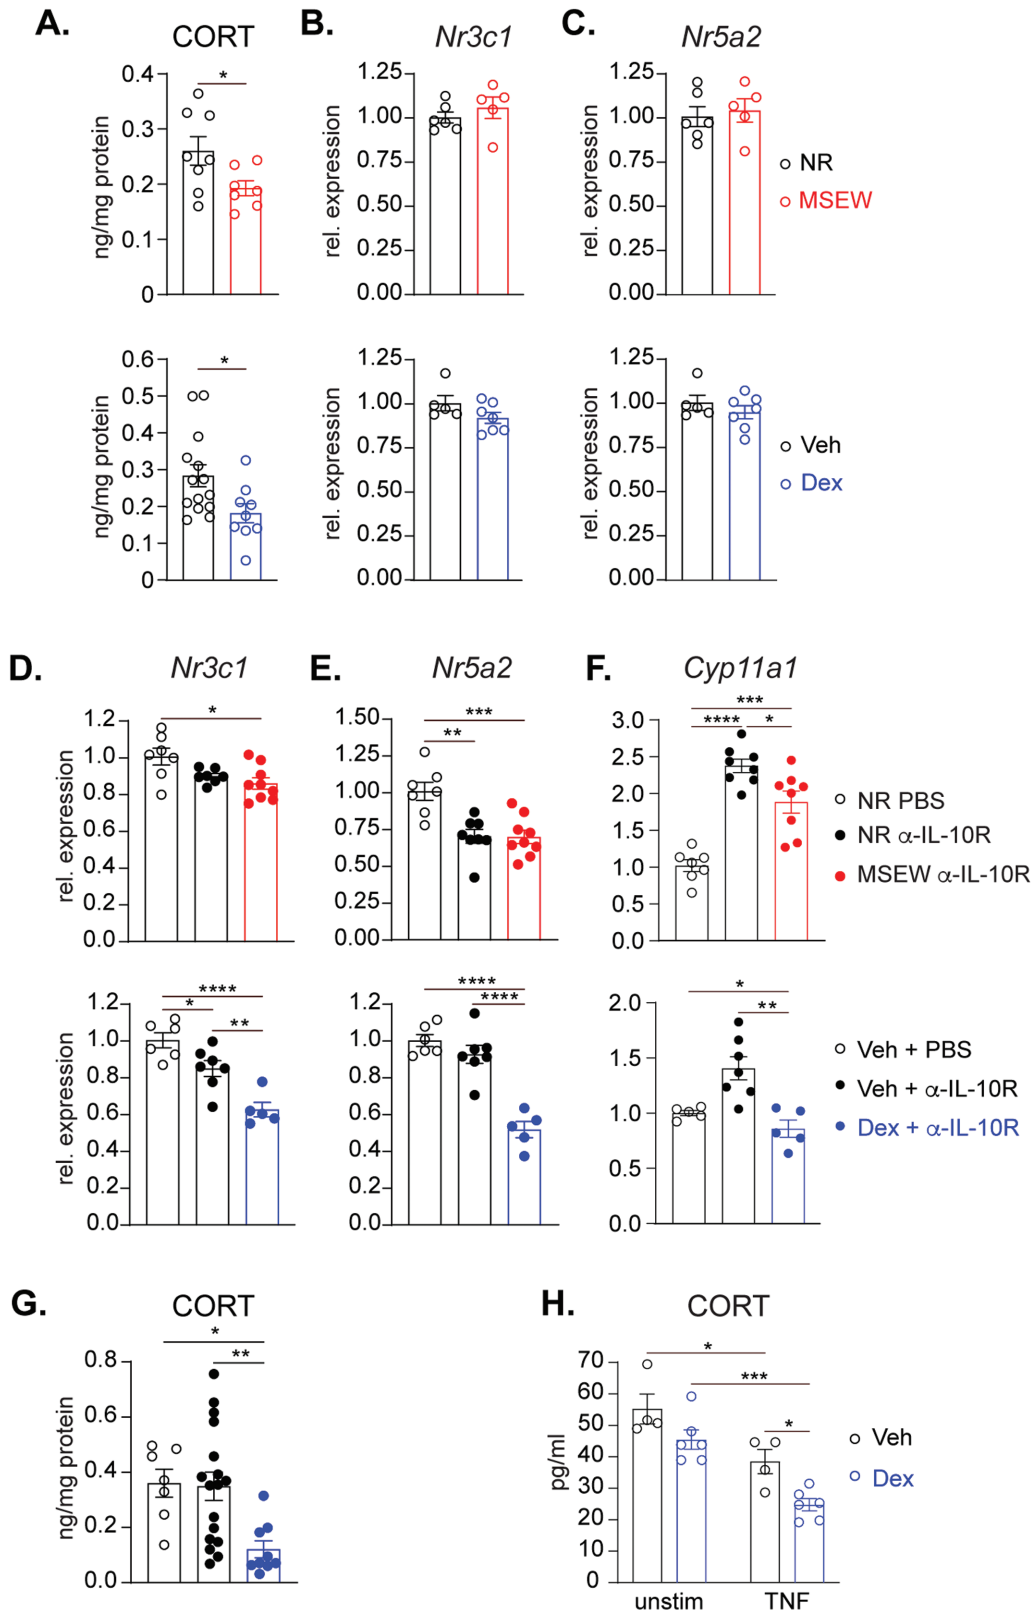 A.
CORT
*
ng/mg protein
0.4
0.3
0.2
0.1
0
B.
Nr3c1
rel. expression
1.25
1.00
0.75
0.50
0.25
0.00
C.
Nr5a2
rel. expression
1.25
1.00
0.75
0.50
0.25
0.00
NR
MSEW
*
ng/mg protein
0.6
0.5
0.4
0.3
0.2
0.1
0
rel. expression
1.25
1.00
0.75
0.50
0.25
0.00
rel. expression
1.25
1.00
0.75
0.50
0.25
0.00
Veh
Dex
D.
Nr3c1
*
rel. expression
1.2
1.0
0.8
0.6
0.4
0.2
0.0
E.
Nr5a2
***
**
1.50
1.25
1.00
0.75
0.50
0.25
0.00
F.
Cyp11a1
***
**** *
3.0
2.5
2.0
1.5
1.0
0.5
0.0
NR PBS
NR α-IL-10R
MSEW α-IL-10R
****
*
**
rel. expression
1.2
1.0
0.8
0.6
0.4
0.2
0.0
****
****
1.2
1.0
0.8
0.6
0.4
0.2
0.0
*
**
2.0
1.5
1.0
0.5
0.0
Veh + PBS
Veh + α-IL-10R
Dex + α-IL-10R
G.
CORT
*
**
ng/mg protein
0.8
0.6
0.4
0.2
0.0
H.
CORT
*
***
*
pg/ml
70
60
50
40
30
20
10
0
unstim TNF
Veh
Dex